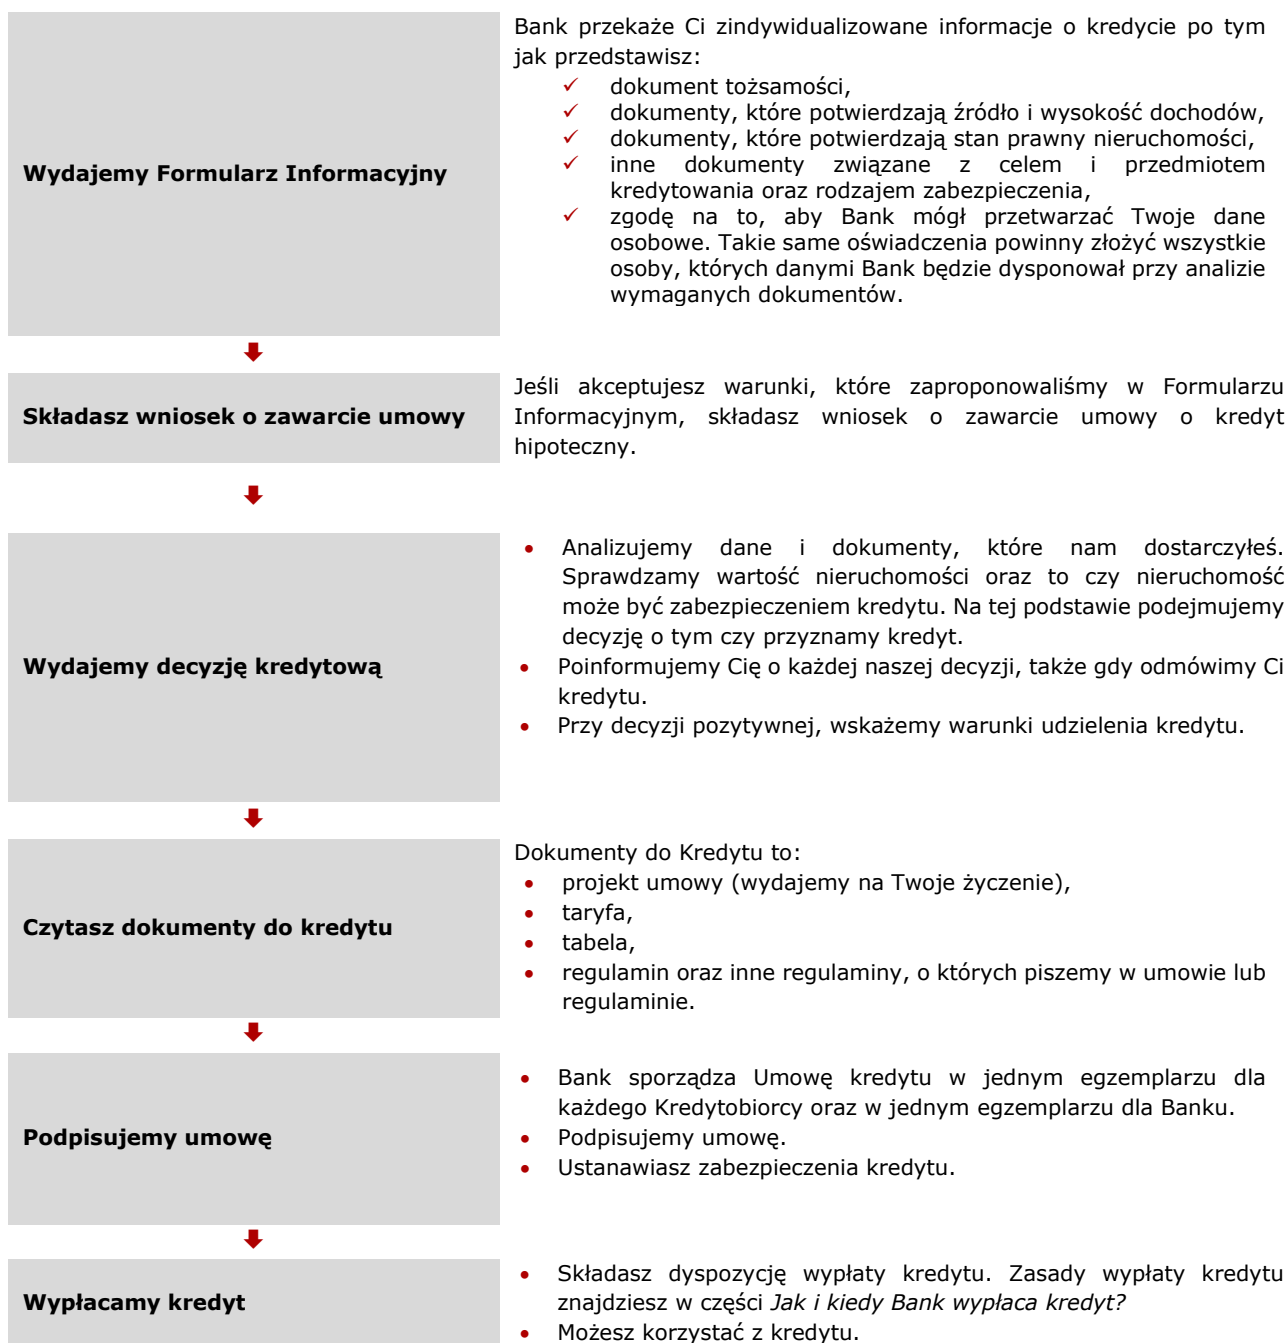 Wydajemy Formularz Informacyjny
Bank przekaże Ci zindywidualizowane informacje o kredycie po tym
jak przedstawisz:
✓ dokument tożsamości,
✓ dokumenty, które potwierdzają źródło i wysokość dochodów,
✓ dokumenty, które potwierdzają stan prawny nieruchomości,
✓ inne dokumenty związane z celem i przedmiotem
kredytowania oraz rodzajem zabezpieczenia,
✓ zgodę na to, aby Bank mógł przetwarzać Twoje dane
osobowe. Takie same oświadczenia powinny złożyć wszystkie
osoby, których danymi Bank będzie dysponował przy analizie
wymaganych dokumentów.
Składasz wniosek o zawarcie umowy
Jeśli akceptujesz warunki, które zaproponowaliśmy w Formularzu
Informacyjnym, składasz wniosek o zawarcie umowy o kredyt
hipoteczny.
Wydajemy decyzję kredytową
• Analizujemy dane i dokumenty, które nam dostarczyłeś.
Sprawdzamy wartość nieruchomości oraz to czy nieruchomość
może być zabezpieczeniem kredytu. Na tej podstawie podejmujemy
decyzję o tym czy przyznamy kredyt.
• Poinformujemy Cię o każdej naszej decyzji, także gdy odmówimy Ci
kredytu.
• Przy decyzji pozytywnej, wskażemy warunki udzielenia kredytu.
Czytasz dokumenty do kredytu
Dokumenty do Kredytu to:
• projekt umowy (wydajemy na Twoje życzenie),
• taryfa,
• tabela,
• regulamin oraz inne regulaminy, o których piszemy w umowie lub
regulaminie.
Podpisujemy umowę
• Bank sporządza Umowę kredytu w jednym egzemplarzu dla
każdego Kredytobiorcy oraz w jednym egzemplarzu dla Banku.
• Podpisujemy umowę.
• Ustanawiasz zabezpieczenia kredytu.
Wypłacamy kredyt
• Składasz dyspozycję wypłaty kredytu. Zasady wypłaty kredytu
znajdziesz w części Jak i kiedy Bank wypłaca kredyt?
• Możesz korzystać z kredytu.